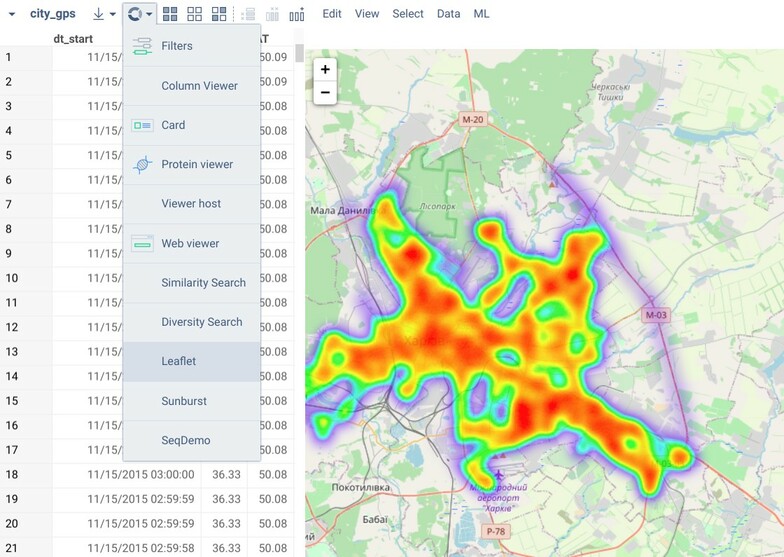 city_gps
Edit View Select Data ML
dt_start
Filters
Column Viewer
Card
Protein viewer
Viewer host
Web viewer
Similarity Search
Diversity Search
Leaflet
Sunburst
SeqDemo
1 11/15/ 50.09
2 11/15/ 50.09
3 11/15/ 50.08
4 11/15/ 50.08
5 11/15/ 50.08
6 11/15/ 50.08
7 11/15/ 50.08
8 11/15/ 50.08
9 11/15/ 50.08
10 11/15/ 50.08
11 11/15/ 50.08
12 11/15/ 50.08
13 11/15/ 50.08
14 11/15/ 50.08
15 11/15/ 50.08
16 11/15/ 50.08
17 11/15/ 50.08
18 11/15/2015 03:00:00 36.33 50.08
19 11/15/2015 02:59:59 36.33 50.08
20 11/15/2015 02:59:59 36.33 50.08
21 11/15/2015 02:59:58 36.33 50.08
+
−
Черкаські
Тишки
М-20
Лісопарк
Мала Данилівк
М-03
аеропорт
"Харків"
Покотилівка
Бабаї
Р-78